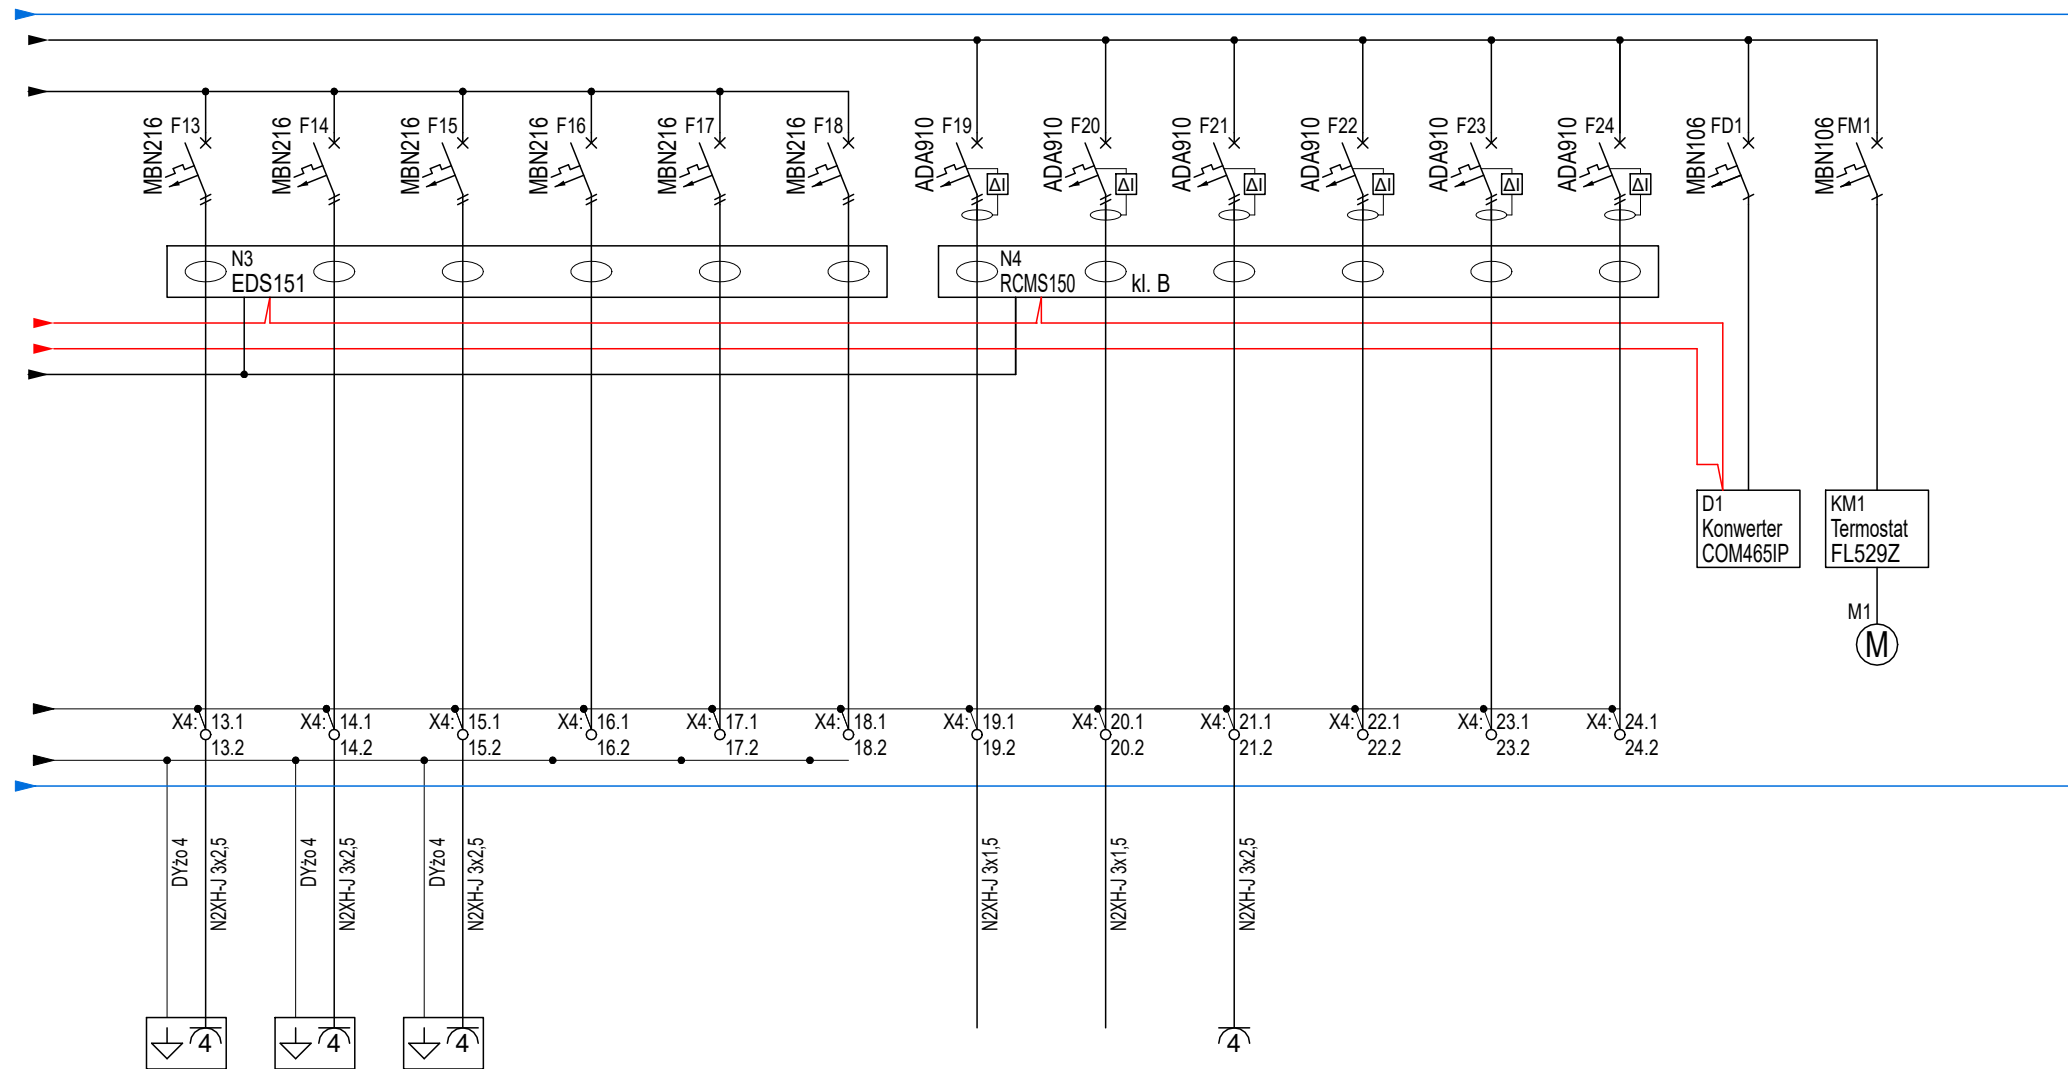 MBN216 F13
MBN216 F14
MBN216 F15
MBN216 F16
MBN216 F17
MBN216 F18
ADA910 F19
ADA910 F20
ADA910 F21
ADA910 F22
ADA910 F23
ADA910 F24
MBN106 FD1
MBN106 FM1
ΔI
ΔI
ΔI
ΔI
ΔI
ΔI
N3
EDS151
N4
RCMS150 kl. B
D1
Konwerter
COM465IP
KM1
Termostat
FL529Z
M1
M
X4: 13.1
13.2
X4: 14.1
14.2
X4: 15.1
15.2
X4: 16.1
16.2
X4: 17.1
17.2
X4: 18.1
18.2
X4: 19.1
19.2
X4: 20.1
20.2
X4: 21.1
21.2
X4: 22.1
22.2
X4: 23.1
23.2
X4: 24.1
24.2
DYżo 4
N2XH-J 3x2,5
DYżo 4
N2XH-J 3x2,5
DYżo 4
N2XH-J 3x2,5
N2XH-J 3x1,5
N2XH-J 3x1,5
N2XH-J 3x2,5
4
4
4
4